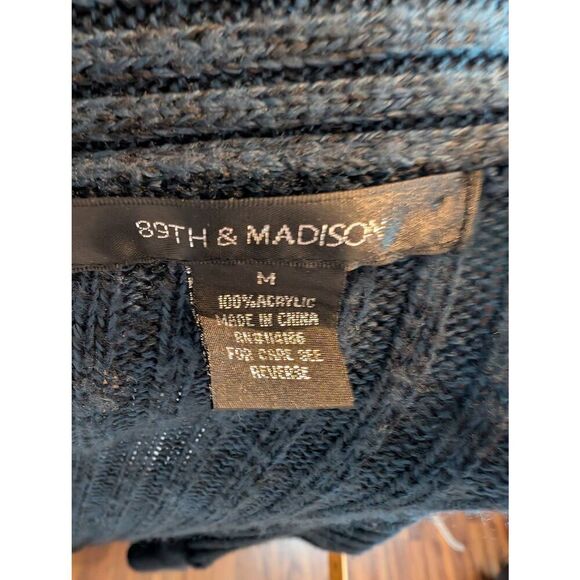 89TH & MADISON
M
100%ACRYLIC
MADE IN CHINA
RN#114186
FOR CARE SEE
REVERSE